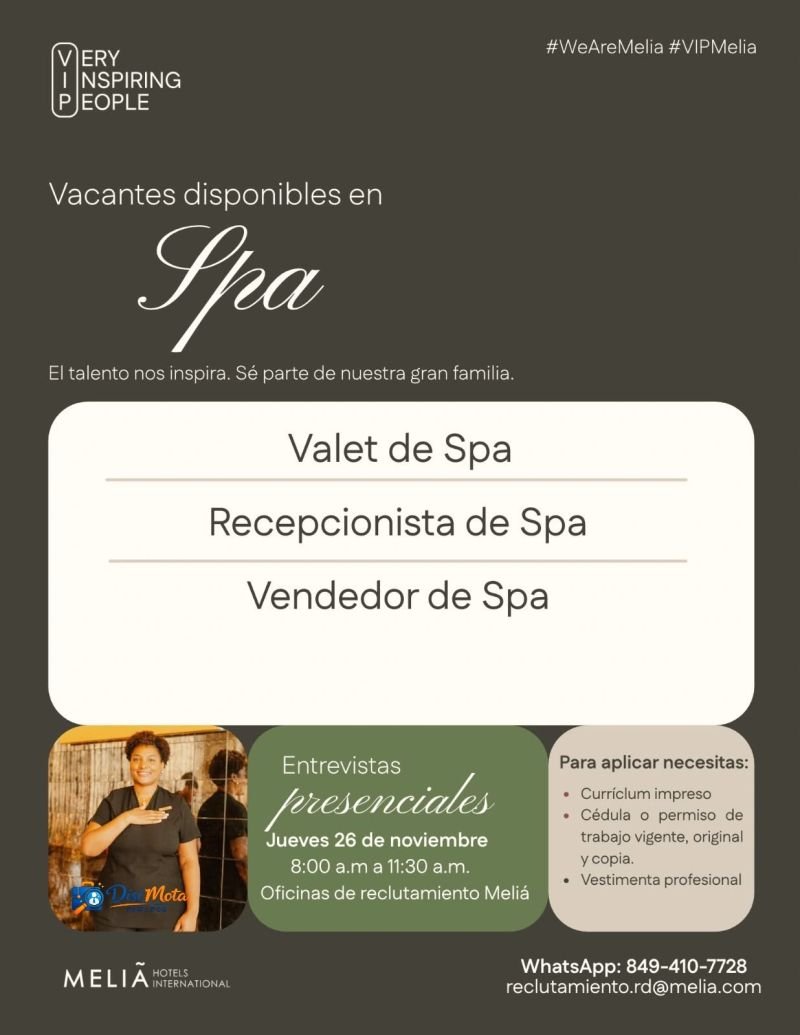 VERY
INSPIRING
PEOPLE
#WeAreMelia #VIPMelia
Vacantes disponibles en
Spa
El talento nos inspira. Sé parte de nuestra gran familia.
Valet de Spa
Recepcionista de Spa
Vendedor de Spa
Entrevistas
presenciales
Jueves 26 de noviembre
8:00 a.m a 11:30 a.m.
Oficinas de reclutamiento Meliá
Para aplicar necesitas:
• Curríclum impreso
• Cédula o permiso de
trabajo vigente, original
y copia.
• Vestimenta profesional
Mota
MELIÃ HOTELS
INTERNATIONAL
WhatsApp: 849-410-7728
reclutamiento.rd@melia.com